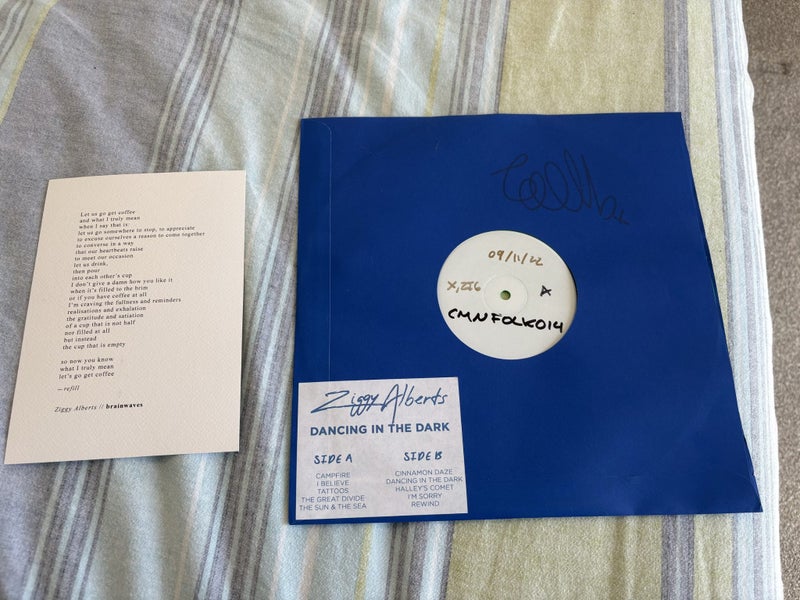 Let us go get coffee
and what I truly mean
when I say that is
let us go somewhere to stop, to appreciate
to excuse ourselves a reason to come together
to converse in a way
that our heartbeats raise
to meet our occasion
let us drink,
then pour
into each other's cup
I don't give a damn how you like it
when it's filled to the brim
or if you have coffee at all
I'm craving the fullness and reminders
realisations and exhalation
the gratitude and satiation
of a cup that is not half
nor filled at all
but instead
the cup that is empty
so now you know
what I truly mean
let's go get coffee
—refill
Ziggy Alberts // brainwaves
09/11/22
X,ZIG
A
CMNFOLK014
Ziggy Alberts
DANCING IN THE DARK
SIDE A
CAMPFIRE
I BELIEVE
TATTOOS
THE GREAT DIVIDE
THE SUN & THE SEA
SIDE B
CINNAMON DAZE
DANCING IN THE DARK
HALLEY'S COMET
I'M SORRY
REWIND